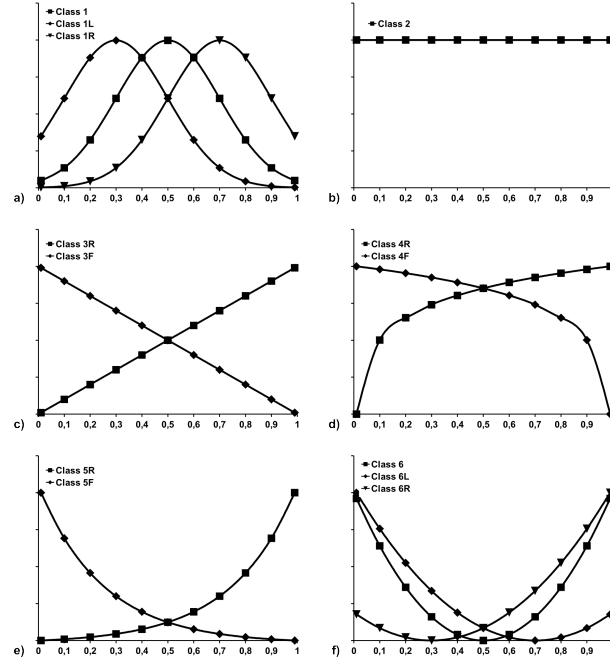 Class 1
Class 1L
Class 1R
a)
0 0,1 0,2 0,3 0,4 0,5 0,6 0,7 0,8 0,9 1
Class 2
b)
0 0,1 0,2 0,3 0,4 0,5 0,6 0,7 0,8 0,9
Class 3R
Class 3F
c)
0 0,1 0,2 0,3 0,4 0,5 0,6 0,7 0,8 0,9 1
Class 4R
Class 4F
d)
0 0,1 0,2 0,3 0,4 0,5 0,6 0,7 0,8 0,9
Class 5R
Class 5F
e)
0 0,1 0,2 0,3 0,4 0,5 0,6 0,7 0,8 0,9 1
Class 6
Class 6L
Class 6R
f)
0 0,1 0,2 0,3 0,4 0,5 0,6 0,7 0,8 0,9